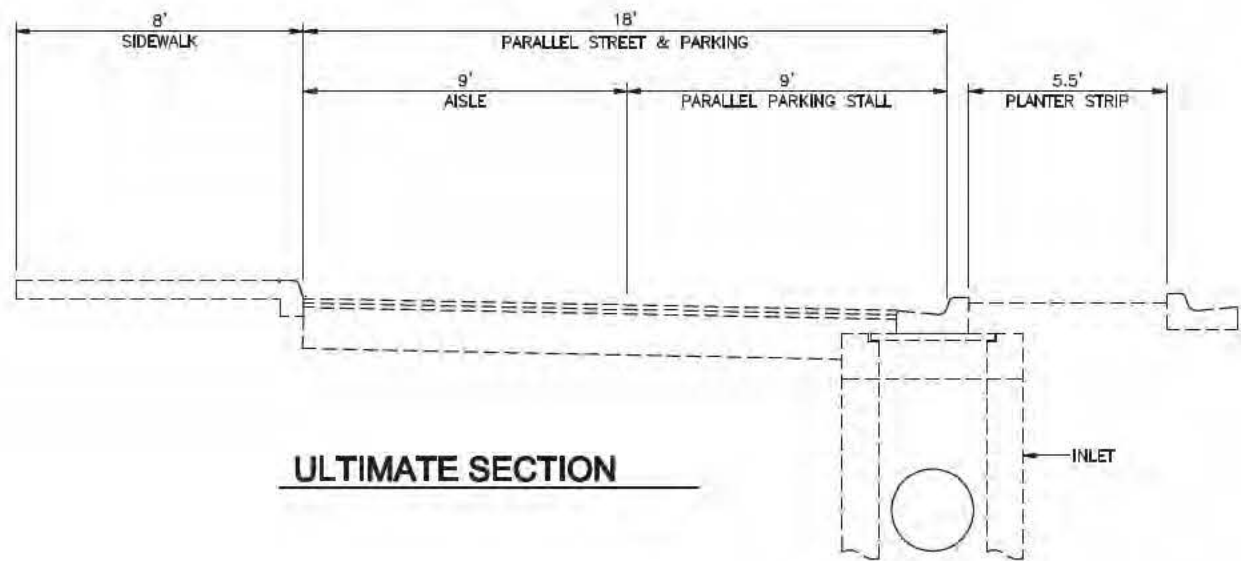 8'
SIDEWALK
18'
PARALLEL STREET & PARKING
9'
AISLE
9'
PARALLEL PARKING STALL
5.5'
PLANTER STRIP
INLET
ULTIMATE SECTION